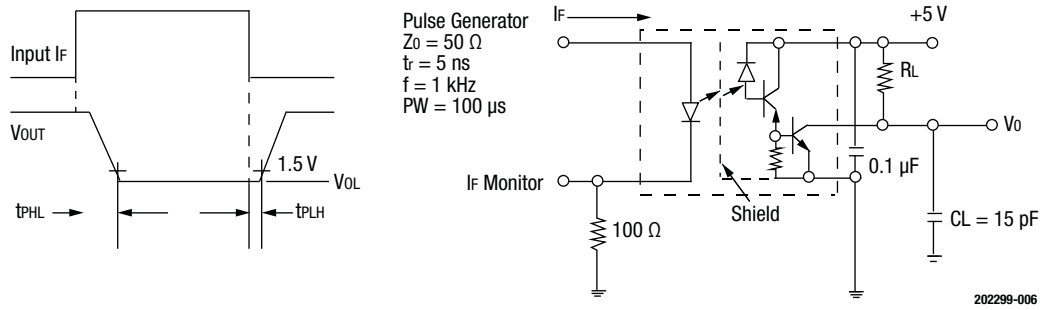 Input IF
VOUT
1.5 V
VOL
tPHL
tPLH
Pulse Generator
Z0 = 50 Ω
tr = 5 ns
f = 1 kHz
PW = 100 µs
IF
+5 V
RL
V0
IF Monitor
0.1 µF
Shield
100 Ω
CL = 15 pF
202299-006